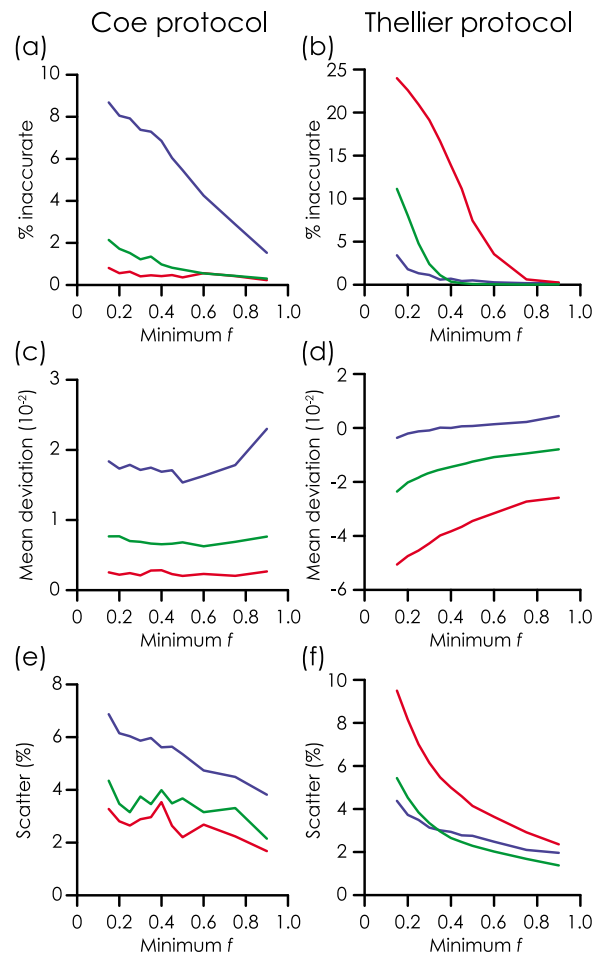 Coe protocol
Thellier protocol
(a)
10
8
6
4
2
0
% inaccurate
0 0.2 0.4 0.6 0.8 1.0
Minimum f
(b)
25
20
15
10
5
0
% inaccurate
0 0.2 0.4 0.6 0.8 1.0
Minimum f
(c)
3
2
1
0
Mean deviation (10⁻²)
0 0.2 0.4 0.6 0.8 1.0
Minimum f
(d)
2
0
-2
-4
-6
Mean deviation (10⁻²)
0 0.2 0.4 0.6 0.8 1.0
Minimum f
(e)
8
6
4
2
0
Scatter (%)
0 0.2 0.4 0.6 0.8 1.0
Minimum f
(f)
10
8
6
4
2
0
Scatter (%)
0 0.2 0.4 0.6 0.8 1.0
Minimum f